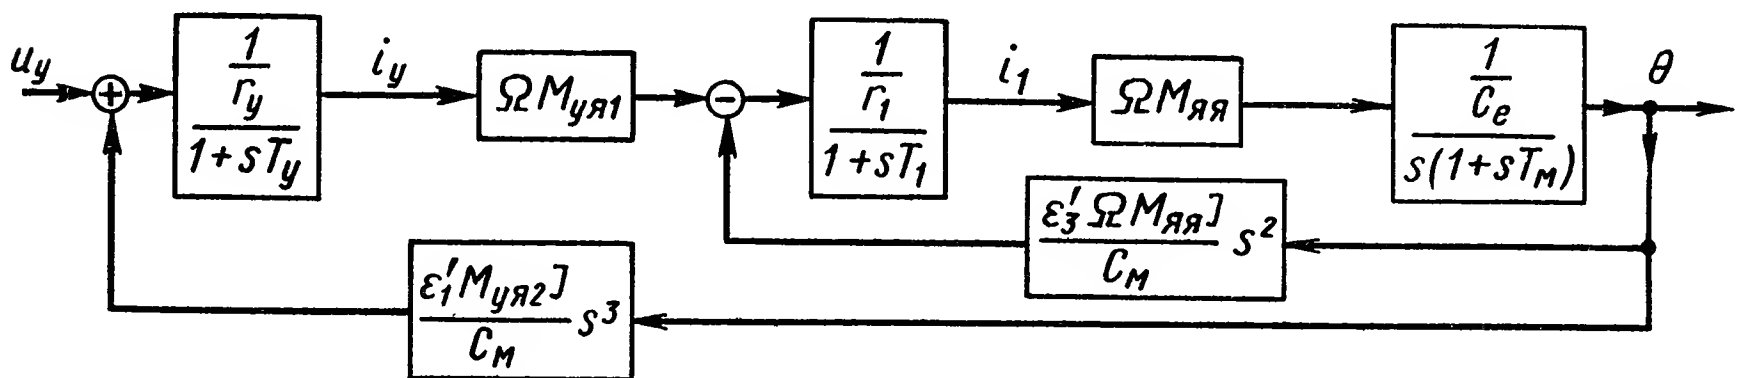 u_y
+
1
r_y
1+sT_y
i_y
ΩM_уя1
−
1
r_1
1+sT_1
i_1
ΩM_яя
1
C_e
s(1+sT_м)
θ
ε'_3 ΩM_яя J
C_м
s^2
ε'_1 M_уя2 J
C_м
s^3